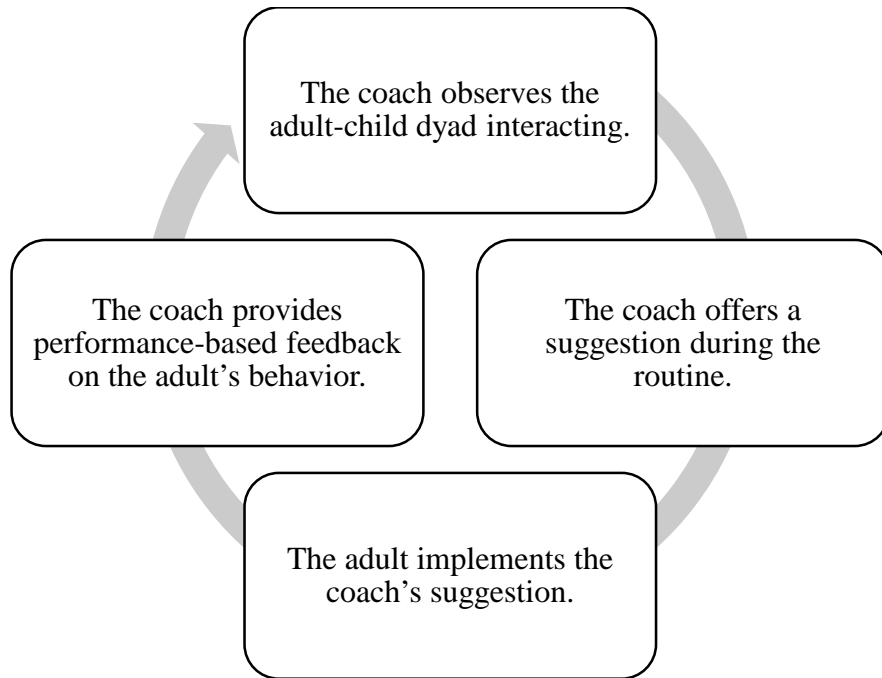 The coach observes the
adult-child dyad interacting.
The coach offers a
suggestion during the
routine.
The adult implements the
coach’s suggestion.
The coach provides
performance-based feedback
on the adult’s behavior.